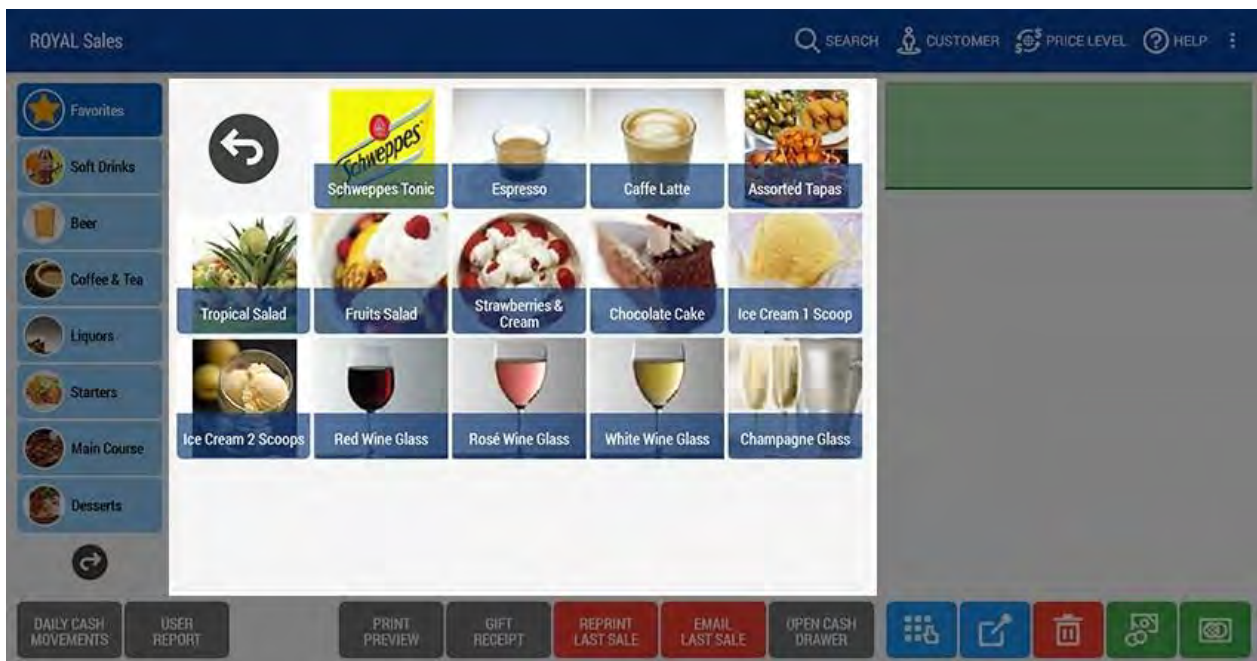 ROYAL Sales
SEARCH
CUSTOMER
PRICE LEVEL
HELP
Favorites
Soft Drinks
Beer
Coffee & Tea
Liquors
Starters
Main Course
Desserts
Schweppes
Schweppes Tonic
Espresso
Caffe Latte
Assorted Tapas
Tropical Salad
Fruits Salad
Strawberries &
Cream
Chocolate Cake
Ice Cream 1 Scoop
Ice Cream 2 Scoops
Red Wine Glass
Rosé Wine Glass
White Wine Glass
Champagne Glass
DAILY CASH
MOVEMENTS
USER
REPORT
PRINT
PREVIEW
GIFT
RECEIPT
REPRINT
LAST SALE
EMAIL
LAST SALE
OPEN CASH
DRAWER